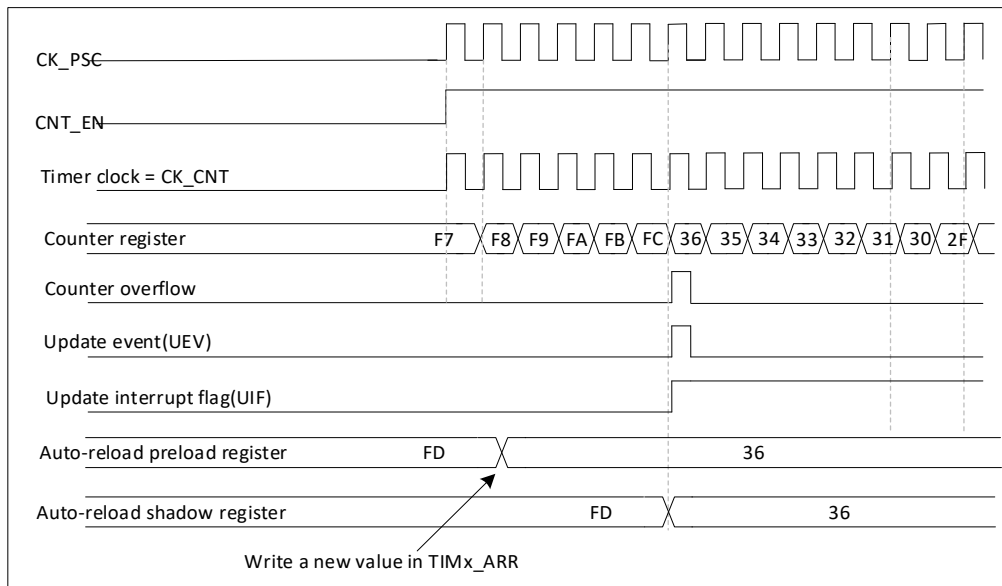 CK_PSC
CNT_EN
Timer clock = CK_CNT
Counter register F7 F8 F9 FA FB FC 36 35 34 33 32 31 30 2F
Counter overflow
Update event(UEV)
Update interrupt flag(UIF)
Auto-reload preload register FD 36
Auto-reload shadow register FD 36
Write a new value in TIMx_ARR